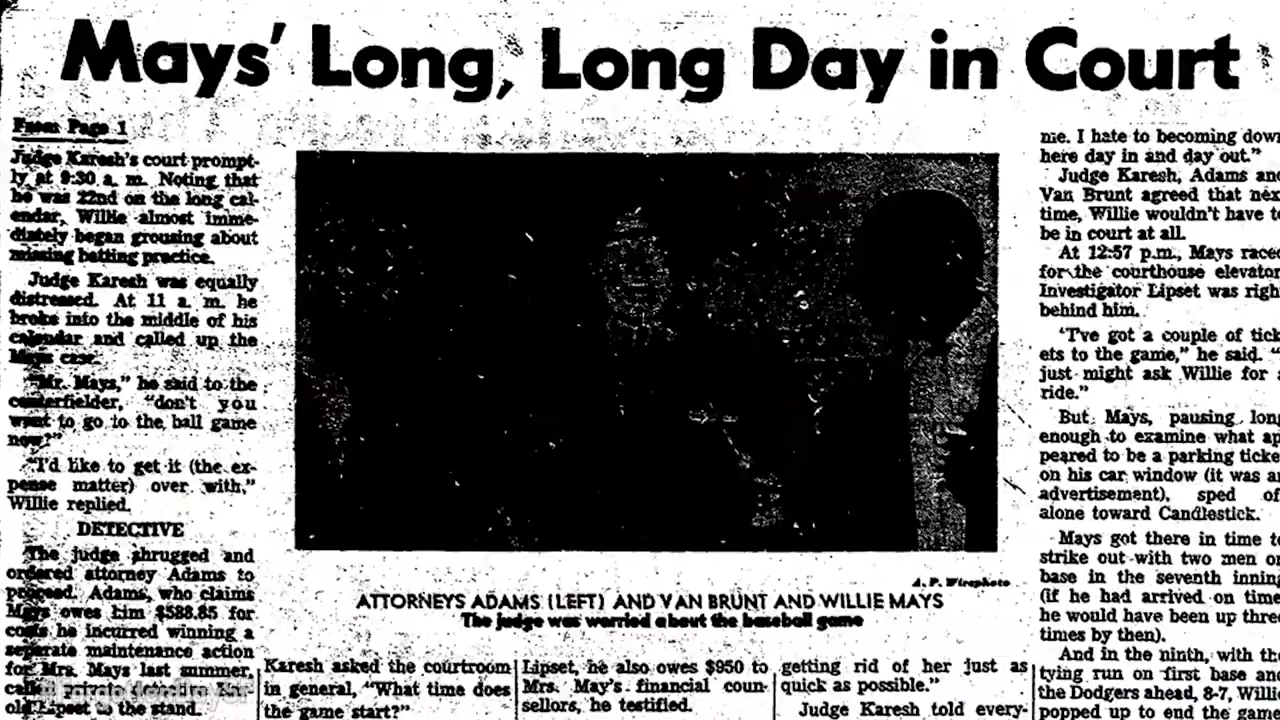 Mays' Long, Long Day in Court
From Page 1
Judge Karesh's court prompt-
ly at 9:30 a. m. Noting that
he was 22nd on the long cal-
endar, Willie almost imme-
diately began grousing about
missing batting practice.
Judge Karesh was equally
distressed. At 11 a. m. he
broke into the middle of his
calendar and called up the
Mays case.
"Mr. Mays," he said to the
centerfielder, "don't you
want to go to the ball game
now?"
"I'd like to get it (the ex-
pense matter) over with,"
Willie replied.
DETECTIVE
The judge shrugged and
ordered attorney Adams to
proceed. Adams, who claims
Mays owes him $588.85 for
costs he incurred winning a
separate maintenance action
for Mrs. Mays last summer,
to the stand.
A. P. Wirephoto
ATTORNEYS ADAMS (LEFT) AND VAN BRUNT AND WILLIE MAYS
The judge was worried about the baseball game
Karesh asked the courtroom
in general, "What time does
the game start?"
Lipset, he also owes $950 to
Mrs. May's financial coun-
sellors, he testified.
getting rid of her just as
quick as possible."
Judge Karesh told every-
me. I hate to becoming down
here day in and day out."
Judge Karesh, Adams and
Van Brunt agreed that nex
time, Willie wouldn't have t
be in court at all.
At 12:57 p.m., Mays raced
for the courthouse elevator
Investigator Lipset was righ
behind him.
"I've got a couple of tick
ets to the game," he said. "
just might ask Willie for a
ride."
But Mays, pausing long
enough to examine what ap
peared to be a parking ticke
on his car window (it was an
advertisement), sped of
alone toward Candlestick.
Mays got there in time to
strike out with two men on
base in the seventh inning
(if he had arrived on time
he would have been up three
times by then).
And in the ninth, with the
tying run on first base and
the Dodgers ahead, 8-7, Willie
popped up to end the game